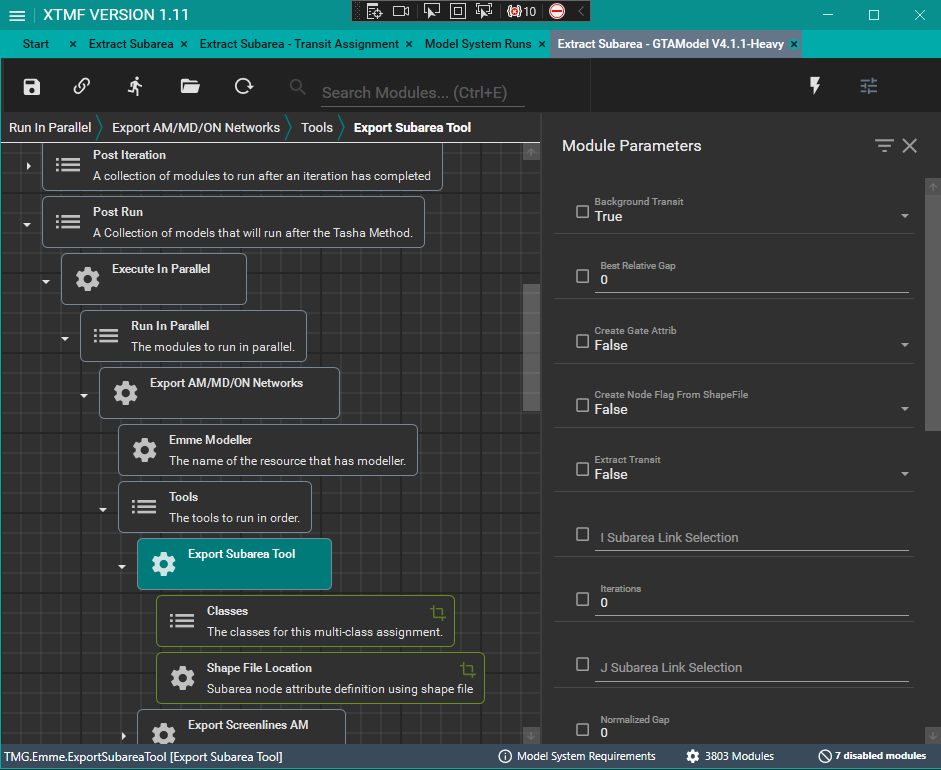 XTMF VERSION 1.11
10
Start
Extract Subarea
Extract Subarea - Transit Assignment
Model System Runs
Extract Subarea - GTAModel V4.1.1-Heavy
Search Modules... (Ctrl+E)
Run In Parallel
Export AM/MD/ON Networks
Tools
Export Subarea Tool
Post Iteration
A collection of modules to run after an iteration has completed
Post Run
A Collection of models that will run after the Tasha Method.
Execute In Parallel
Run In Parallel
The modules to run in parallel.
Export AM/MD/ON Networks
Emme Modeller
The name of the resource that has modeller.
Tools
The tools to run in order.
Export Subarea Tool
Classes
The classes for this multi-class assignment.
Shape File Location
Subarea node attribute definition using shape file
Export Screenlines AM
Module Parameters
Background Transit
True
Best Relative Gap
0
Create Gate Attrib
False
Create Node Flag From ShapeFile
False
Extract Transit
False
I Subarea Link Selection
Iterations
0
J Subarea Link Selection
Normalized Gap
0
TMG.Emme.ExportSubareaTool [Export Subarea Tool]
Model System Requirements
3803 Modules
7 disabled modules